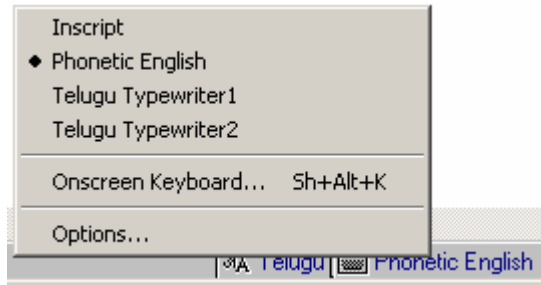 Inscript
Phonetic English
Telugu Typewriter1
Telugu Typewriter2
Onscreen Keyboard... Sh+Alt+K
Options...
Telugu Phonetic English